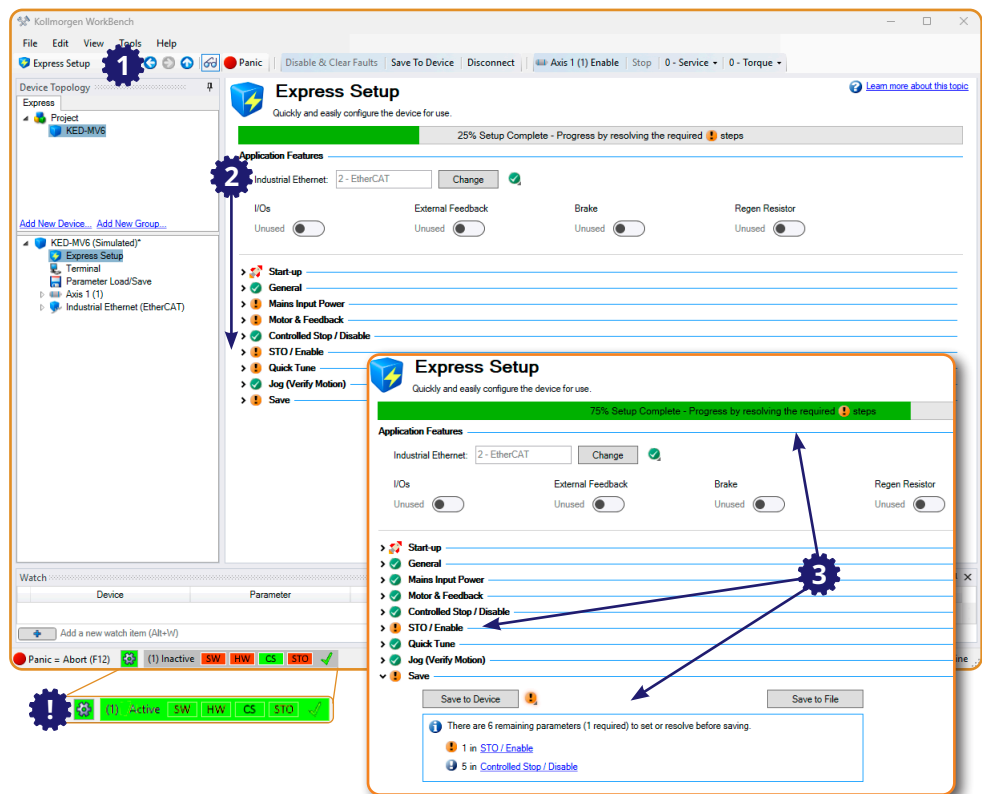 Kollmorgen WorkBench
File Edit View Tools Help
Express Setup 1 Panic Disable & Clear Faults Save To Device Disconnect Axis 1 (1) Enable Stop 0 - Service 0 - Torque
Device Topology
Express
Project
KED-MV6
Add New Device... Add New Group...
KED-MV6 (Simulated)*
Express Setup
Terminal
Parameter Load/Save
Axis 1 (1)
Industrial Ethernet (EtherCAT)
Express Setup
Learn more about this topic
Quickly and easily configure the device for use.
25% Setup Complete - Progress by resolving the required ! steps
Application Features
2
Industrial Ethernet: 2 - EtherCAT Change
I/Os External Feedback Brake Regen Resistor
Unused Unused Unused Unused
Start-up
General
Mains Input Power
Motor & Feedback
Controlled Stop / Disable
STO / Enable
Quick Tune
Jog (Verify Motion)
Save
Express Setup
Quickly and easily configure the device for use.
75% Setup Complete - Progress by resolving the required ! steps
Application Features
Industrial Ethernet: 2 - EtherCAT Change
I/Os External Feedback Brake Regen Resistor
Unused Unused Unused Unused
Start-up
General
Mains Input Power
3
Motor & Feedback
Controlled Stop / Disable
STO / Enable
Quick Tune
Jog (Verify Motion)
Save
Save to Device ! Save to File
There are 6 remaining parameters (1 required) to set or resolve before saving.
1 in STO / Enable
5 in Controlled Stop / Disable
Watch
Device Parameter
Add a new watch item (Alt+W)
Panic = Abort (F12) (1) Inactive SW HW CS STO
! (1) Active SW HW CS STO